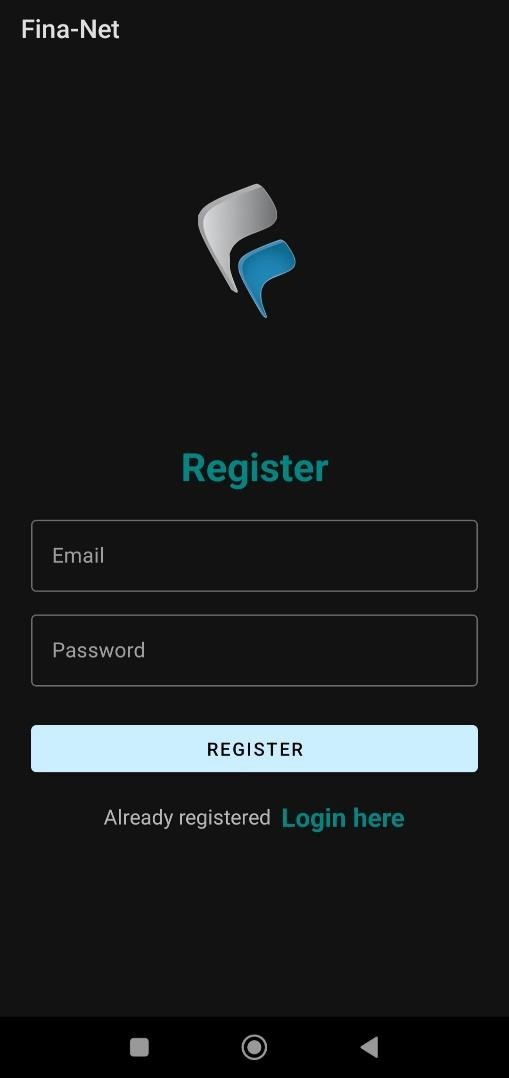 Fina-Net
Register
Email
Password
REGISTER
Already registered Login here